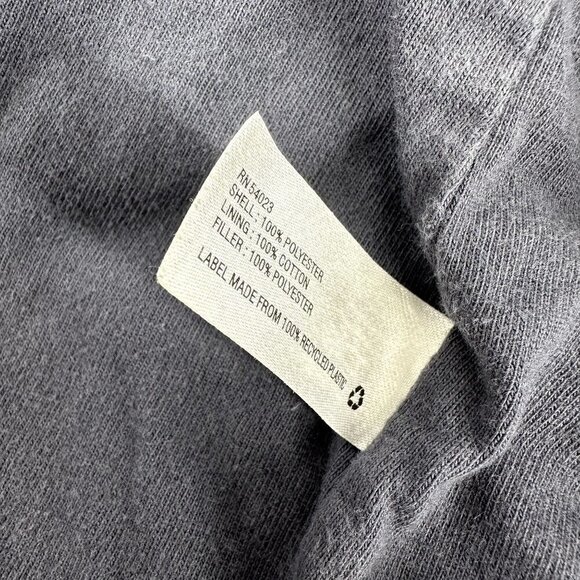 RN 54023
SHELL : 100% POLYESTER
LINING : 100% COTTON
FILLER : 100% POLYESTER
LABEL MADE FROM 100% RECYCLED PLASTIC